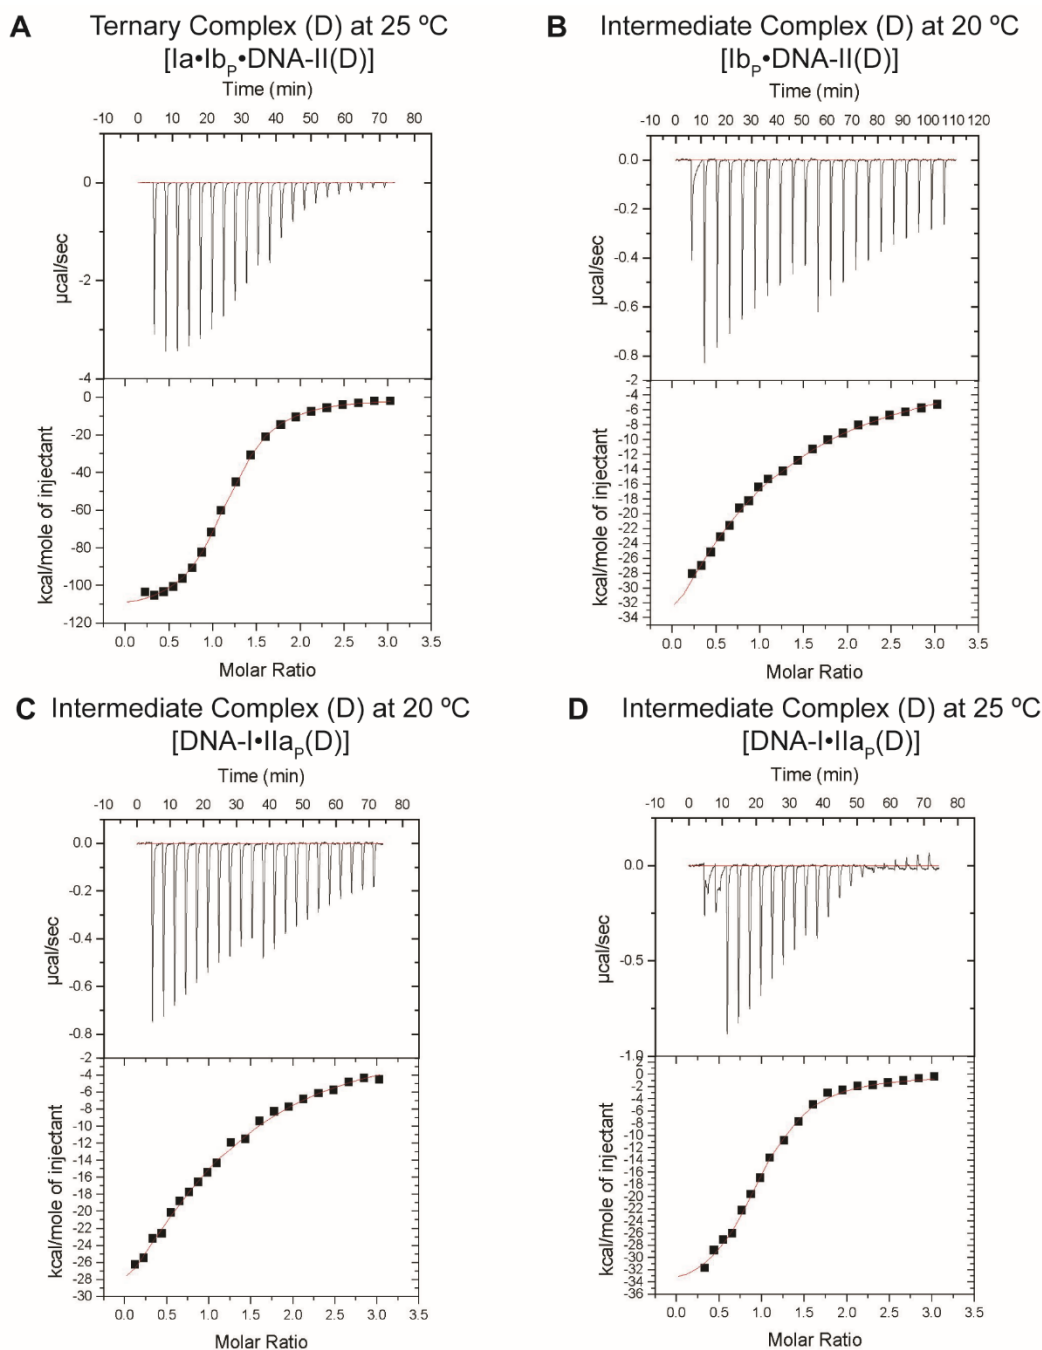 A Ternary Complex (D) at 25 ºC
[Ia•Ib_P•DNA-II(D)]
Time (min)
-10 0 10 20 30 40 50 60 70 80
0
-2
-4
µcal/sec
0
-20
-40
-60
-80
-100
-120
kcal/mole of injectant
0.0 0.5 1.0 1.5 2.0 2.5 3.0 3.5
Molar Ratio
B Intermediate Complex (D) at 20 ºC
[Ib_P•DNA-II(D)]
Time (min)
-10 0 10 20 30 40 50 60 70 80 90 100 110 120
0.0
-0.2
-0.4
-0.6
-0.8
µcal/sec
-2
-4
-6
-8
-10
-12
-14
-16
-18
-20
-22
-24
-26
-28
-30
-32
-34
kcal/mole of injectant
0.0 0.5 1.0 1.5 2.0 2.5 3.0 3.5
Molar Ratio
C Intermediate Complex (D) at 20 ºC
[DNA-I•IIa_P(D)]
Time (min)
-10 0 10 20 30 40 50 60 70 80
0.0
-0.2
-0.4
-0.6
-0.8
µcal/sec
-2
-4
-6
-8
-10
-12
-14
-16
-18
-20
-22
-24
-26
-28
-30
kcal/mole of injectant
0.0 0.5 1.0 1.5 2.0 2.5 3.0 3.5
Molar Ratio
D Intermediate Complex (D) at 25 ºC
[DNA-I•IIa_P(D)]
Time (min)
-10 0 10 20 30 40 50 60 70 80
0.0
-0.5
-1.0
µcal/sec
2
0
-2
-4
-6
-8
-10
-12
-14
-16
-18
-20
-22
-24
-26
-28
-30
-32
-34
-36
kcal/mole of injectant
0.0 0.5 1.0 1.5 2.0 2.5 3.0 3.5
Molar Ratio